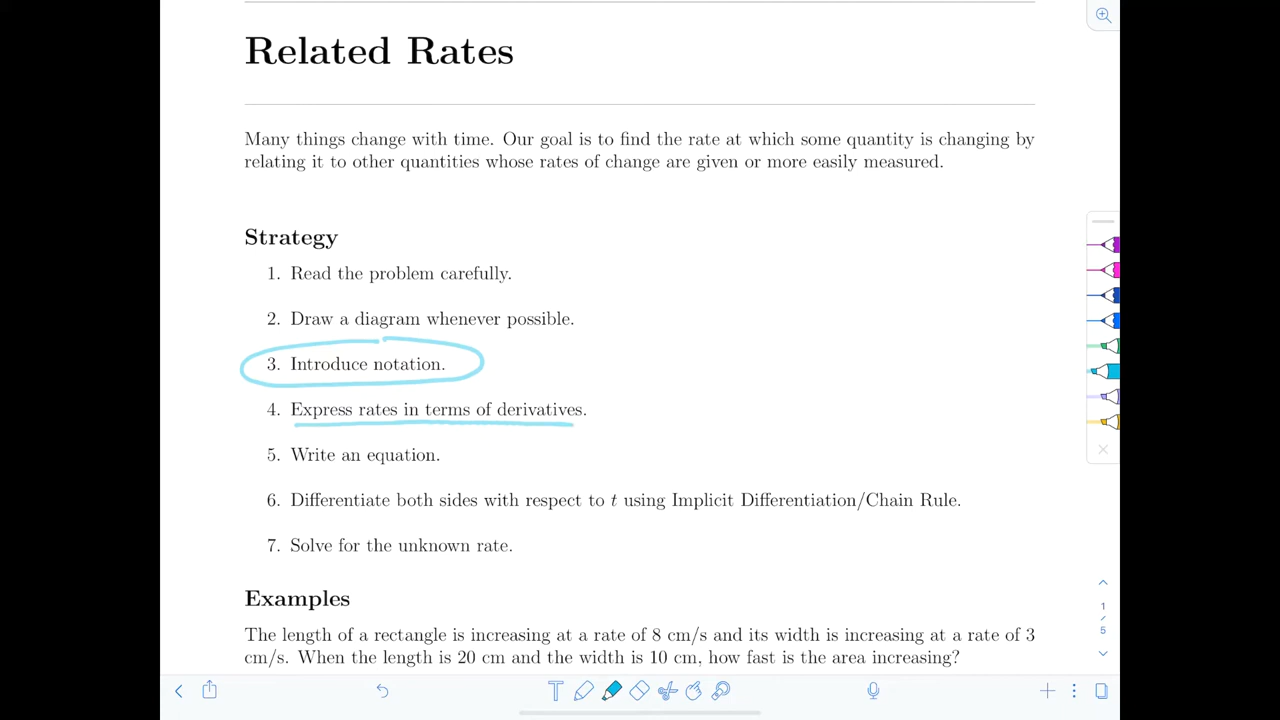 Related Rates
Many things change with time. Our goal is to find the rate at which some quantity is changing by
relating it to other quantities whose rates of change are given or more easily measured.
Strategy
1. Read the problem carefully.
2. Draw a diagram whenever possible.
3. Introduce notation.
4. Express rates in terms of derivatives.
5. Write an equation.
6. Differentiate both sides with respect to t using Implicit Differentiation/Chain Rule.
7. Solve for the unknown rate.
Examples
The length of a rectangle is increasing at a rate of 8 cm/s and its width is increasing at a rate of 3
cm/s. When the length is 20 cm and the width is 10 cm, how fast is the area increasing?
1
/
5